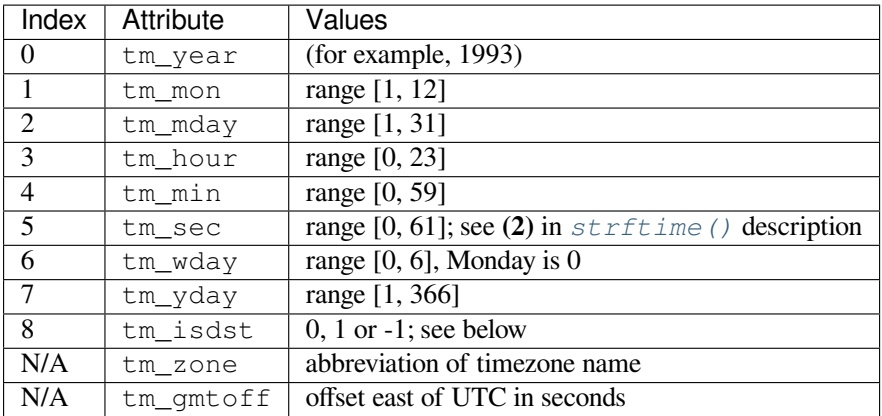 Index Attribute Values
0 tm_year (for example, 1993)
1 tm_mon range [1, 12]
2 tm_mday range [1, 31]
3 tm_hour range [0, 23]
4 tm_min range [0, 59]
5 tm_sec range [0, 61]; see (2) in strftime() description
6 tm_wday range [0, 6], Monday is 0
7 tm_yday range [1, 366]
8 tm_isdst 0, 1 or -1; see below
N/A tm_zone abbreviation of timezone name
N/A tm_gmtoff offset east of UTC in seconds